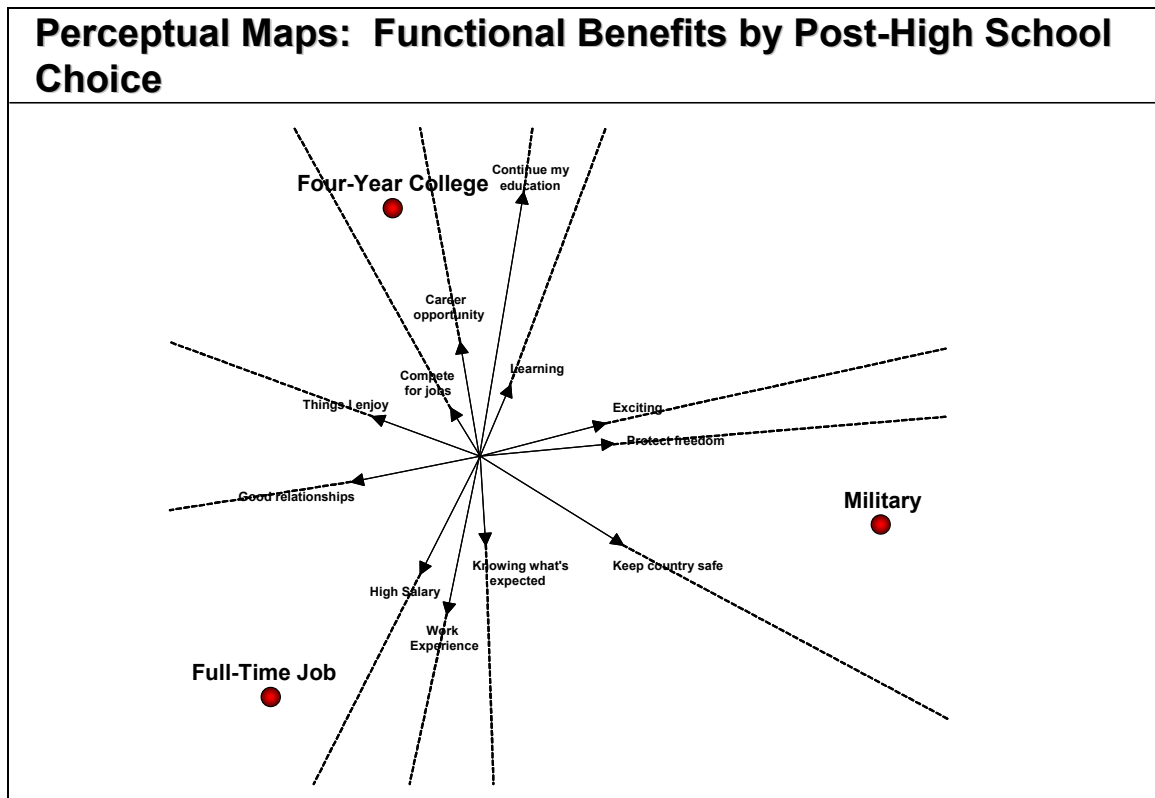 Perceptual Maps:  Functional Benefits by Post-High School
Choice
Continue my
education
Four-Year College
Career
opportunity
Learning
Compete
for jobs
Things I enjoy
Exciting
Protect freedom
Good relationships
Military
Knowing what's
expected
Keep country safe
High Salary
Work
Experience
Full-Time Job